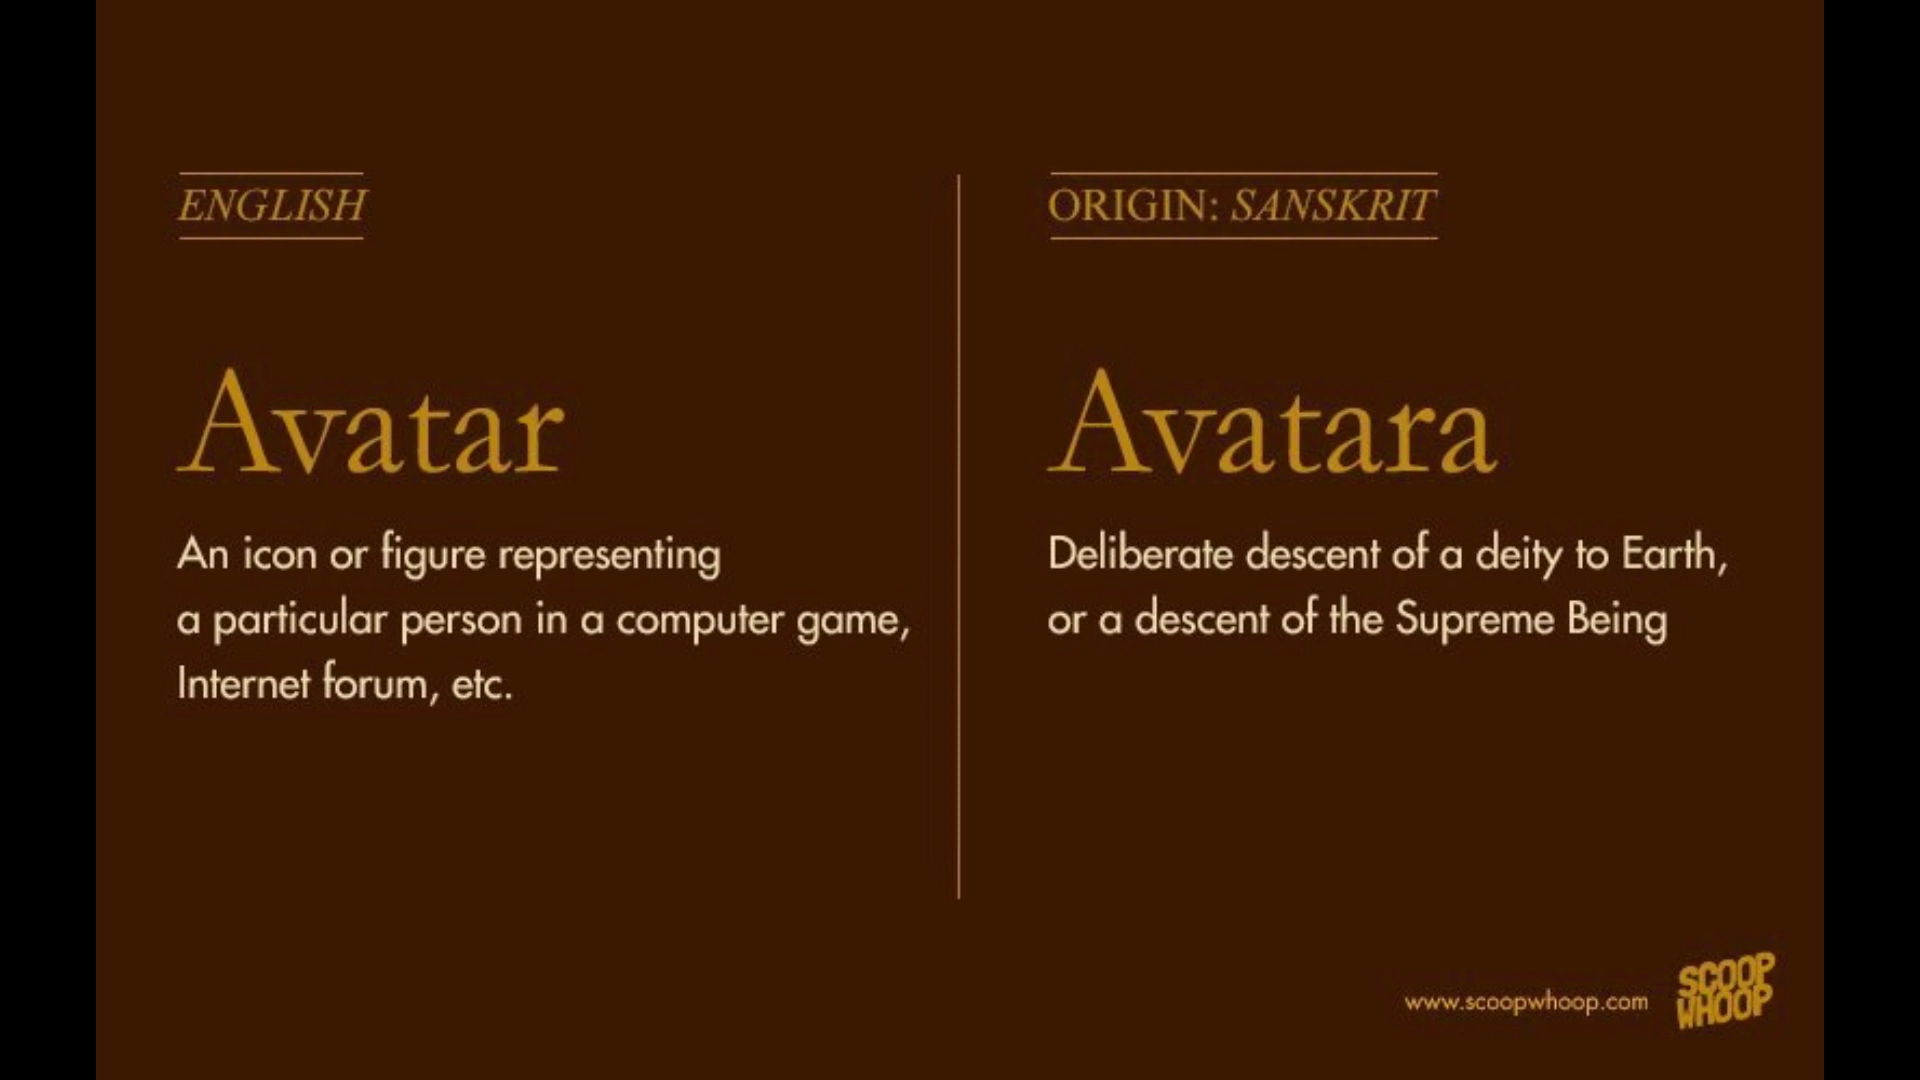 ENGLISH
Avatar
An icon or figure representing
a particular person in a computer game,
Internet forum, etc.
ORIGIN: SANSKRIT
Avatara
Deliberate descent of a deity to Earth,
or a descent of the Supreme Being
www.scoopwhoop.com
SCOOP
WHOOP